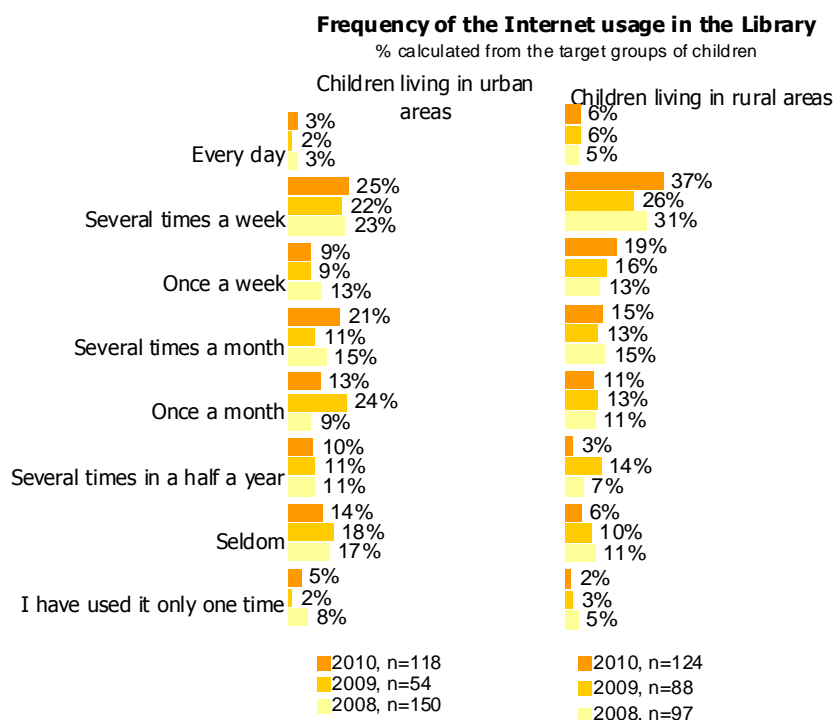 Frequency of the Internet usage in the Library
% calculated from the target groups of children
Children living in urban
areas
Children living in rural areas
Every day
3%
2%
3%
6%
6%
5%
Several times a week
25%
22%
23%
37%
26%
31%
Once a week
9%
9%
13%
19%
16%
13%
Several times a month
21%
11%
15%
15%
13%
15%
Once a month
13%
24%
9%
11%
13%
11%
Several times in a half a year
10%
11%
11%
3%
14%
7%
Seldom
14%
18%
17%
6%
10%
11%
I have used it only one time
5%
2%
8%
2%
3%
5%
2010, n=118
2009, n=54
2008, n=150
2010, n=124
2009, n=88
2008, n=97